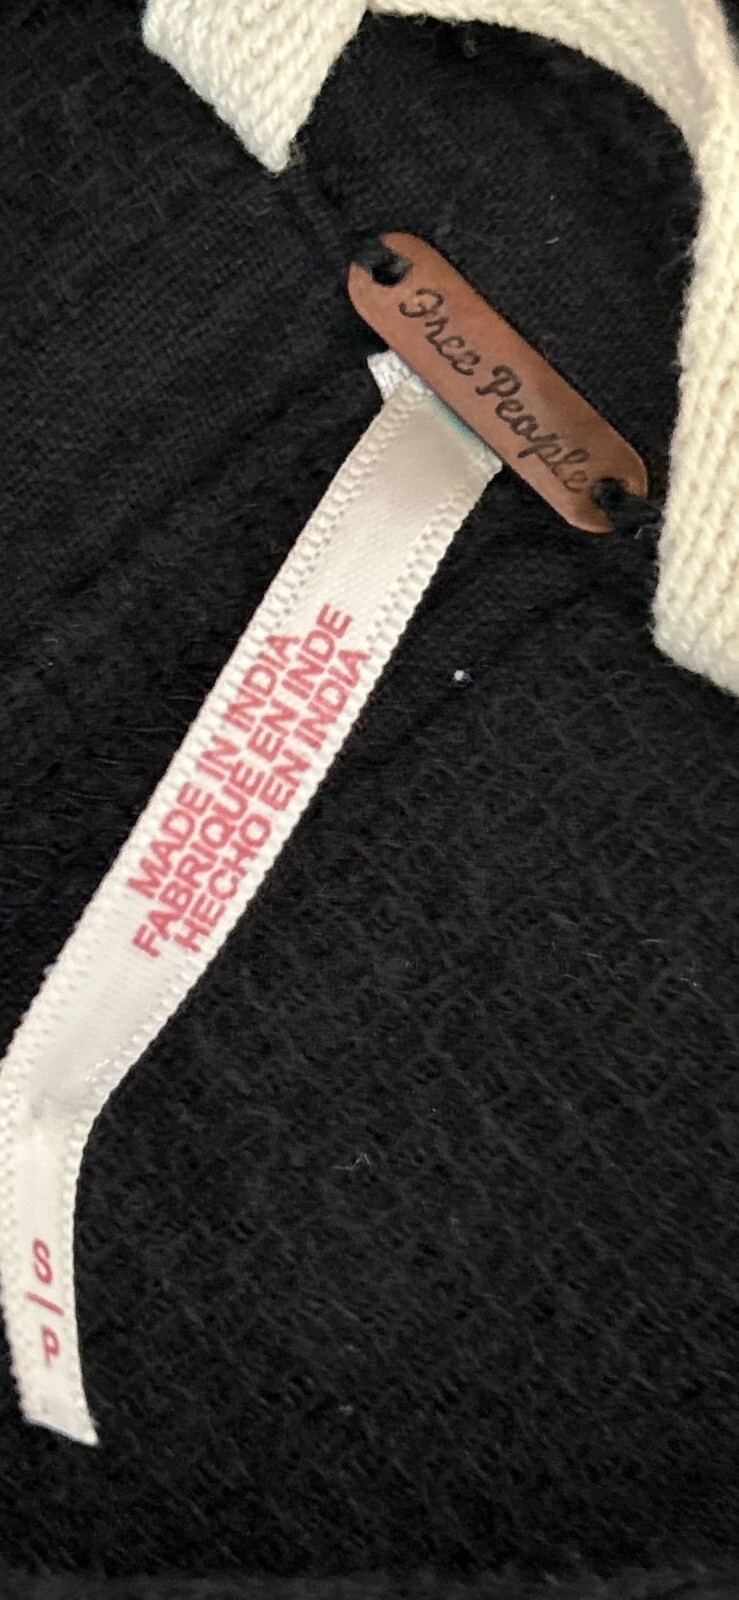 Free People
MADE IN INDIA
FABRIQUE EN INDE
HECHO EN INDIA
S/P